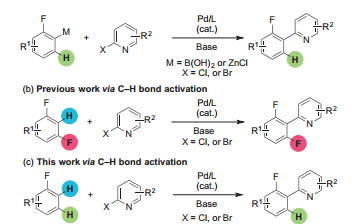 F M R¹ H + X N R² Pd/L (cat.) Base M = B(OH)₂ or ZnCl X = Cl, or Br F R¹ H N R²
(b) Previous work via C–H bond activation
F H R¹ F + X N R² Pd/L (cat.) Base X = Cl, or Br F R¹ F N R²
(c) This work via C–H bond activation
F H R¹ H + X N R² Pd/L (cat.) Base X = Cl, or Br F R¹ H N R²